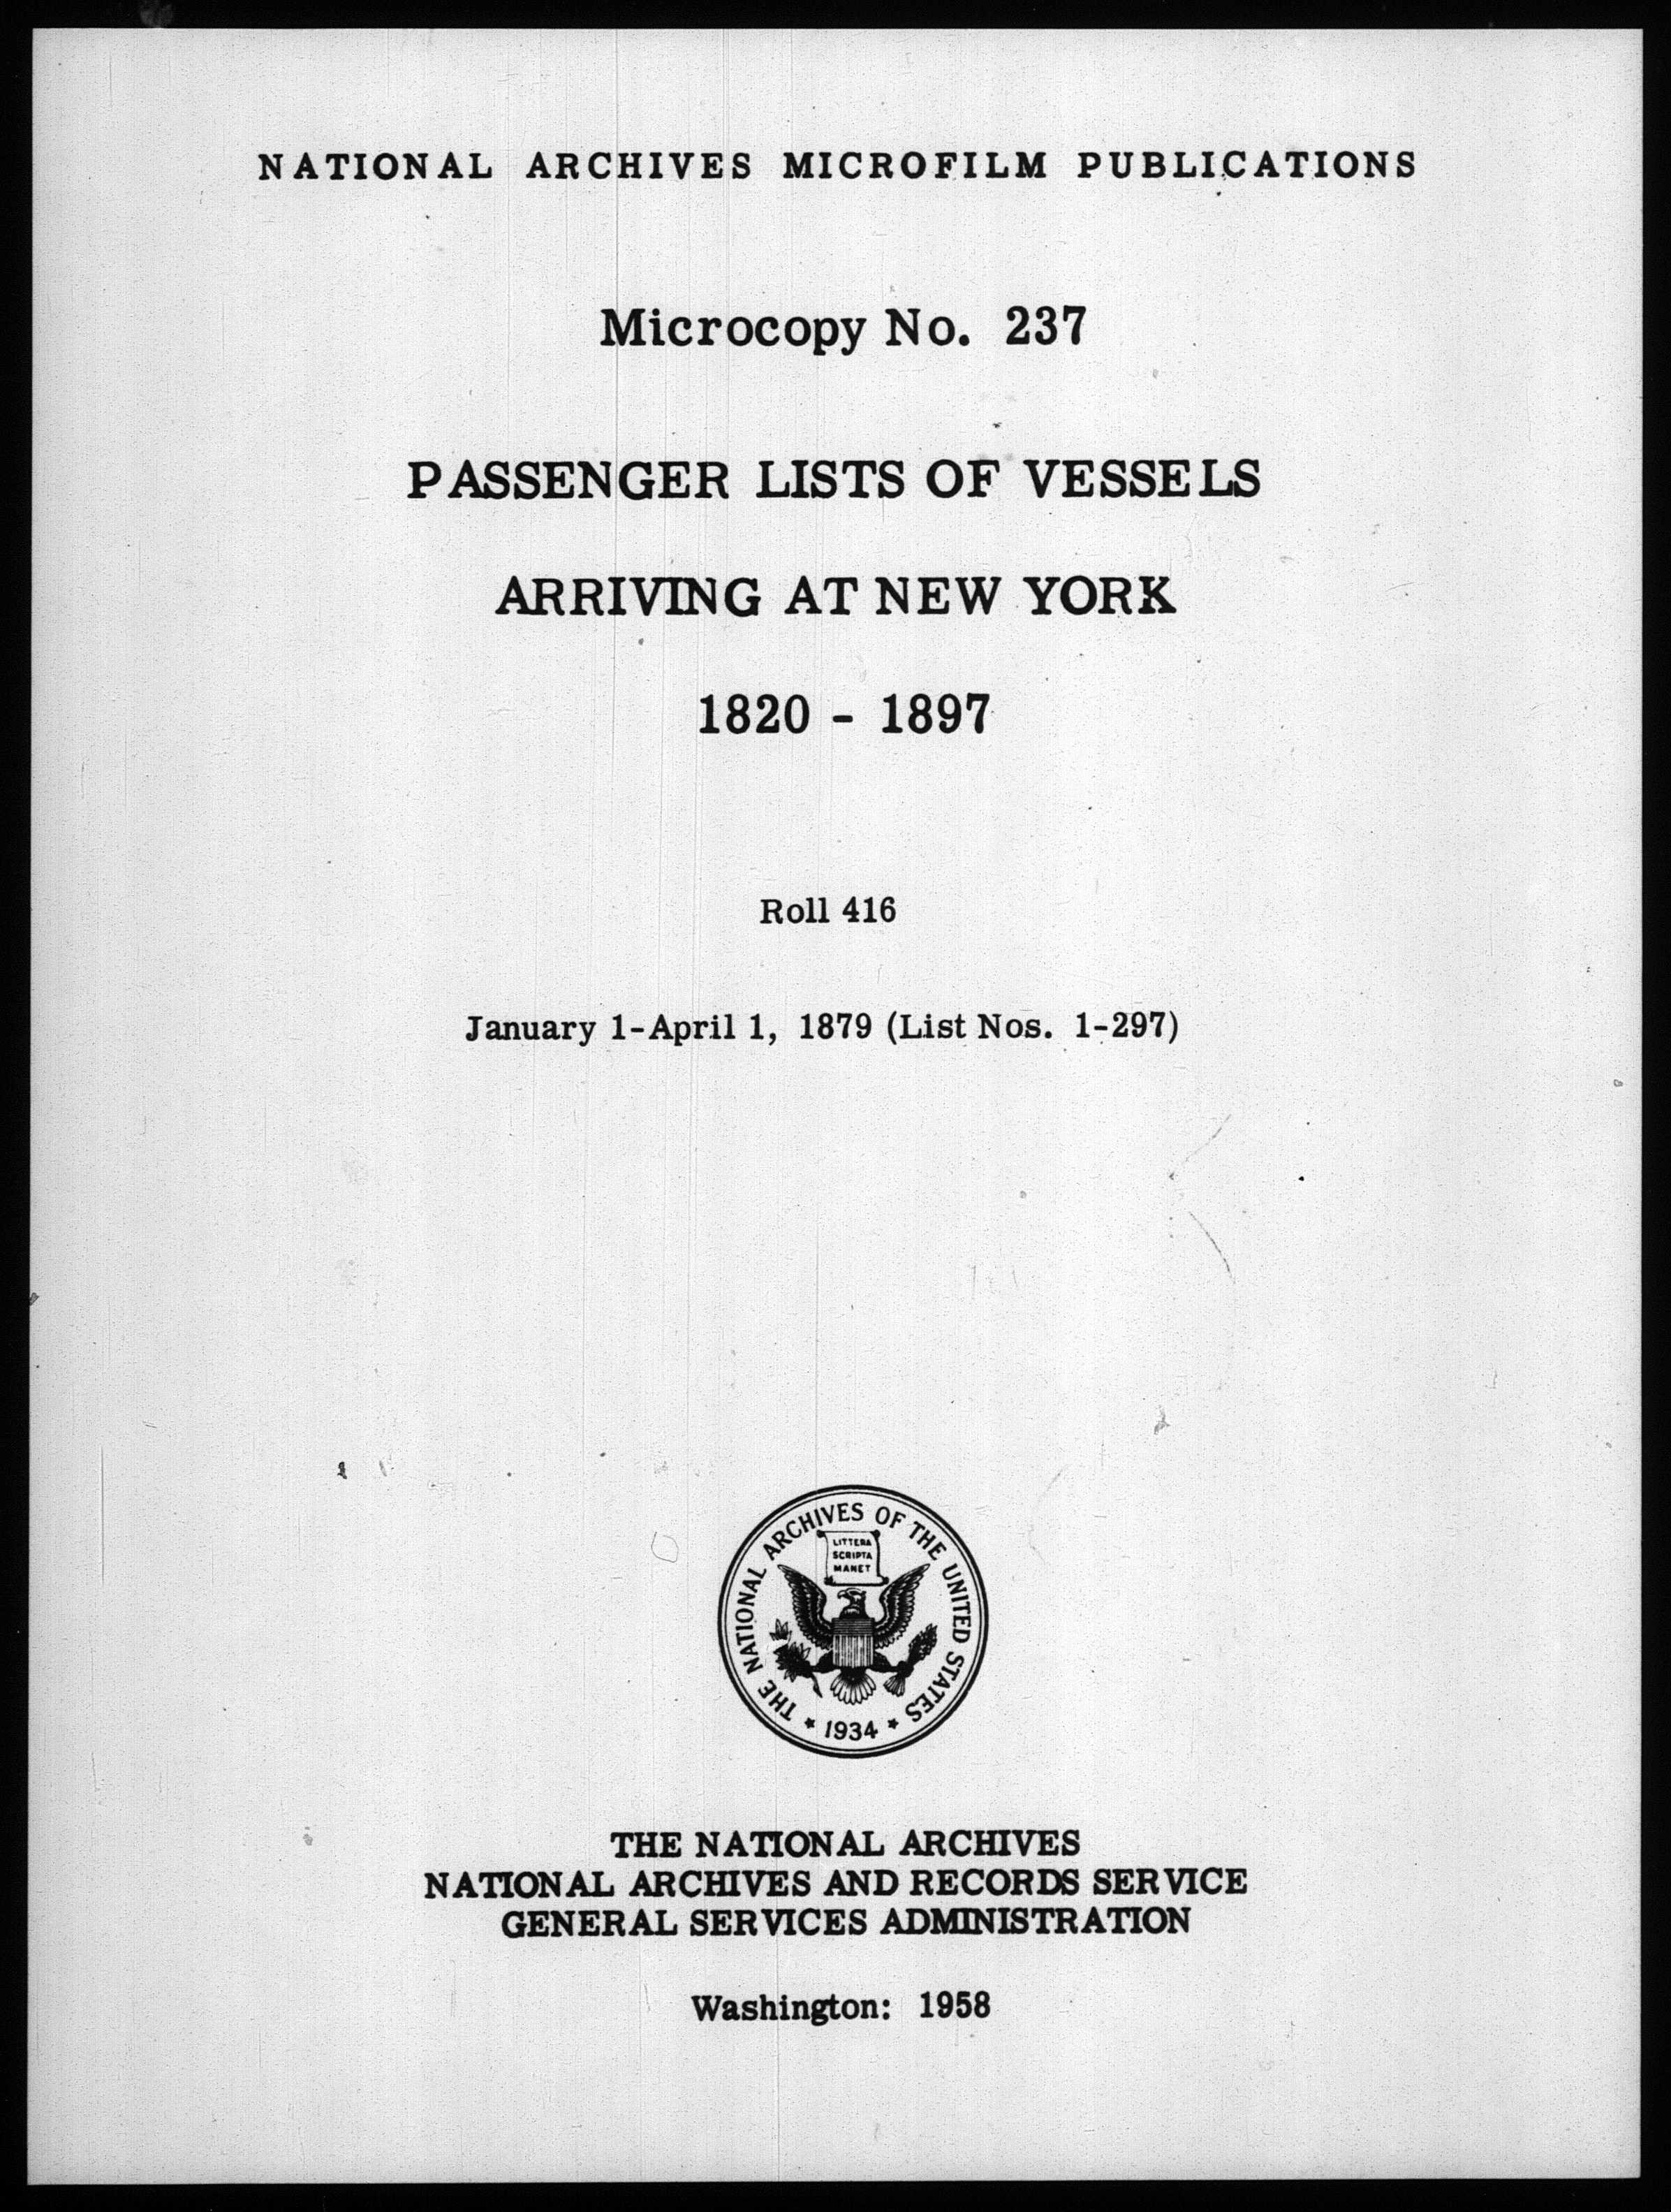 NATIONAL ARCHIVES MICROFILM PUBLICATIONS
Microcopy No. 237
PASSENGER LISTS OF VESSELS
ARRIVING AT NEW YORK
1820 - 1897
Roll 416
January 1-April 1, 1879 (List Nos. 1-297)
THE NATIONAL ARCHIVES OF THE UNITED STATES
LITTERA
SCRIPTA
MANET
* 1934 *
THE NATIONAL ARCHIVES
NATIONAL ARCHIVES AND RECORDS SERVICE
GENERAL SERVICES ADMINISTRATION
Washington: 1958